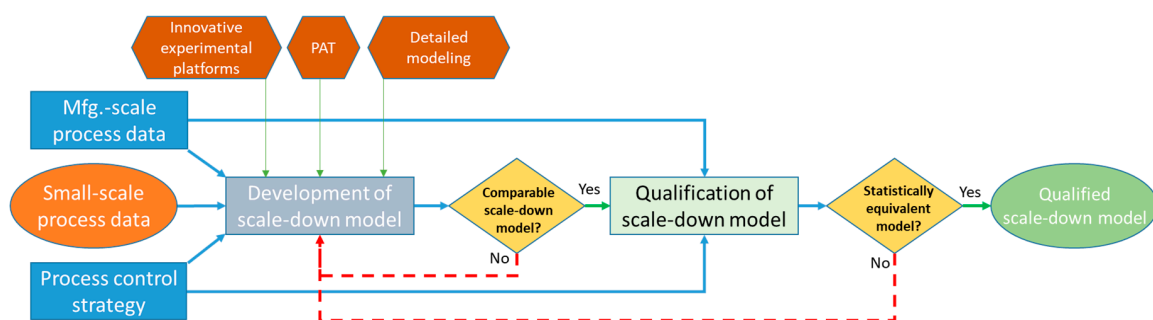 Innovative
experimental
platforms
PAT
Detailed
modeling
Mfg.-scale
process data
Small-scale
process data
Process control
strategy
Development of
scale-down model
Comparable
scale-down
model?
Yes
No
Qualification of
scale-down model
Statistically
equivalent
model?
Yes
No
Qualified
scale-down model